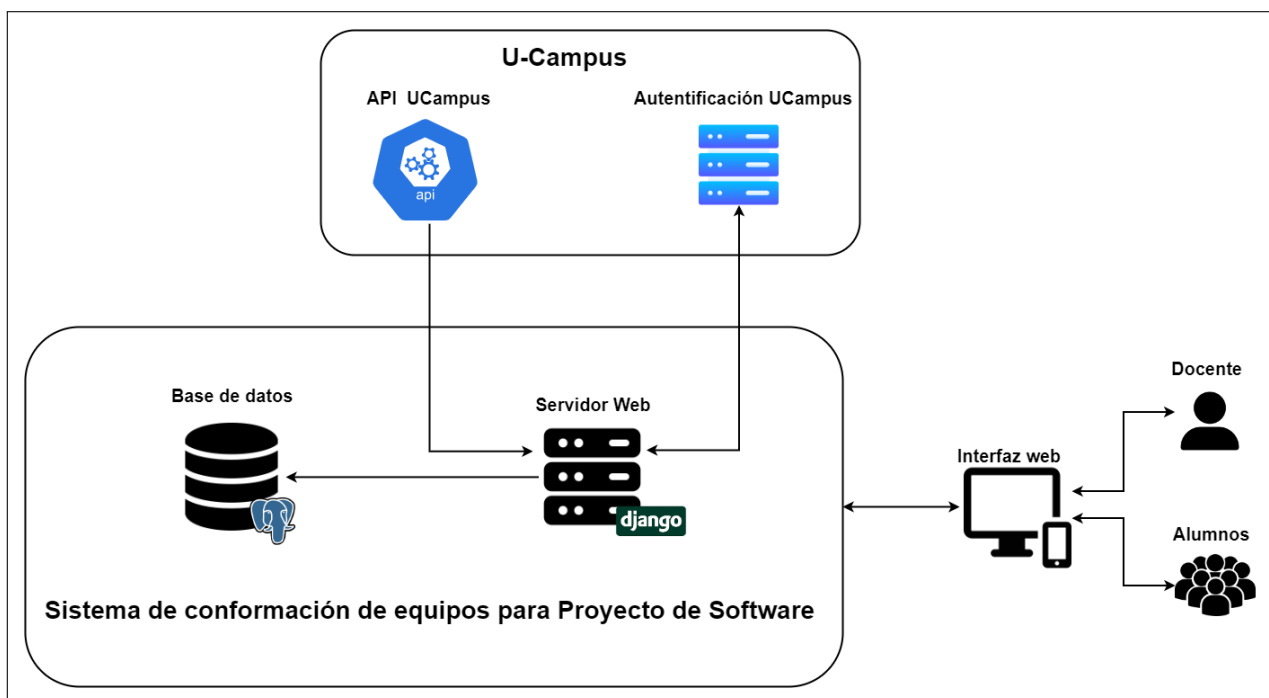 U-Campus
API UCampus
Autentificación UCampus
api
Base de datos
Servidor Web
django
Sistema de conformación de equipos para Proyecto de Software
Interfaz web
Docente
Alumnos